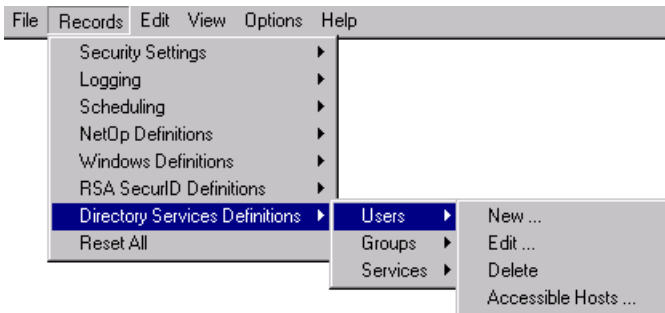 File Records Edit View Options Help
Security Settings
Logging
Scheduling
NetOp Definitions
Windows Definitions
RSA SecurID Definitions
Directory Services Definitions Users New ...
Reset All Groups Edit ...
Services Delete
Accessible Hosts ...